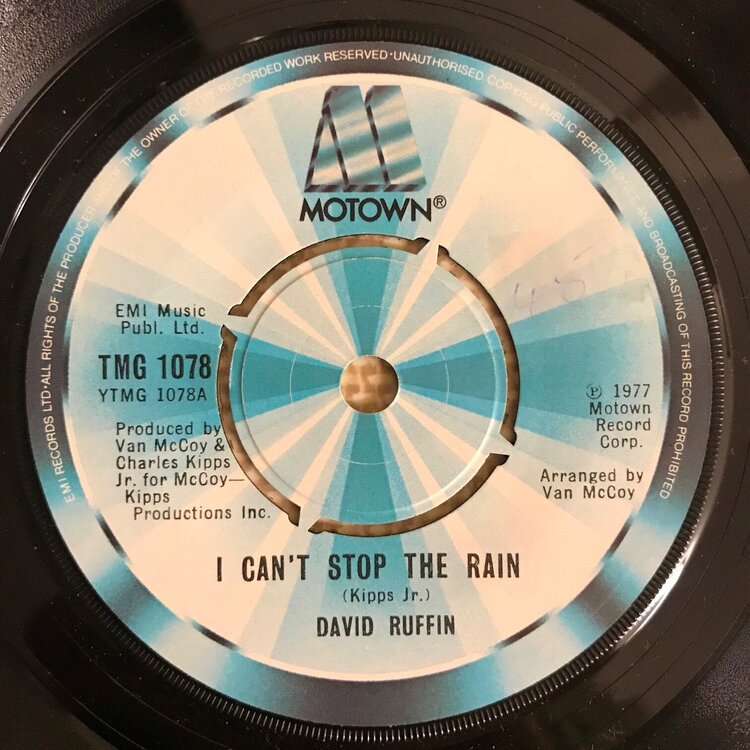 EMI RECORDS LTD·ALL RIGHTS OF THE PRODUCER AND OF THE OWNER OF THE RECORDED WORK RESERVED·UNAUTHORISED COPYING PUBLIC PERFORMANCE AND BROADCASTING OF THIS RECORD PROHIBITED
MOTOWN®
EMI Music
Publ. Ltd.
TMG 1078
YTMG 1078A
Produced by
Van McCoy &
Charles Kipps
Jr. for McCoy—
Kipps
Productions Inc.
℗ 1977
Motown
Record
Corp.
Arranged by
Van McCoy
I CAN'T STOP THE RAIN
(Kipps Jr.)
DAVID RUFFIN